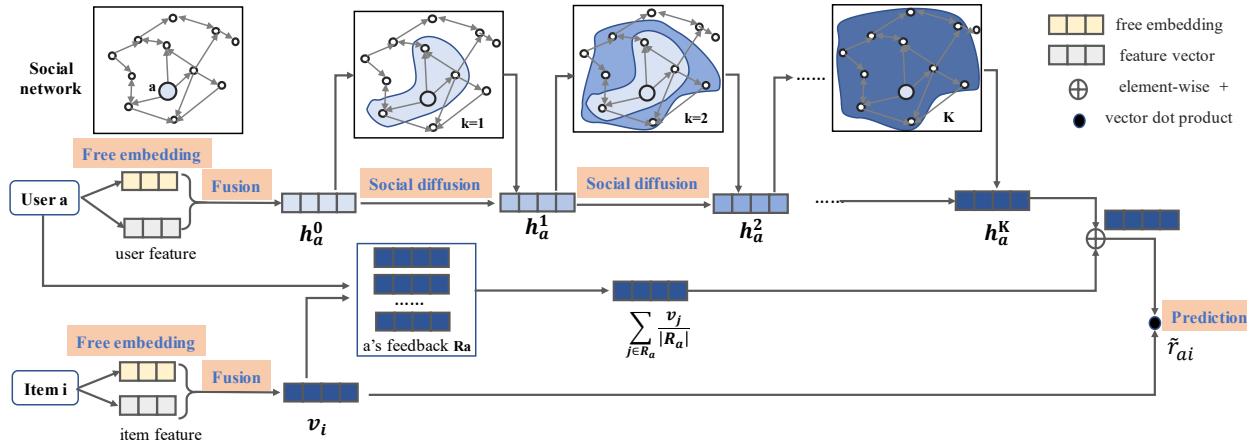 Social
network
a
k=1
k=2
......
K
free embedding
feature vector
element-wise +
vector dot product
Free embedding
Fusion
Social diffusion
Social diffusion
User a
user feature
h_a^0
h_a^1
h_a^2
......
h_a^K
......
a's feedback Ra
∑_{j∈R_a} v_j/|R_a|
Prediction
r̃_{ai}
Free embedding
Fusion
Item i
item feature
v_i